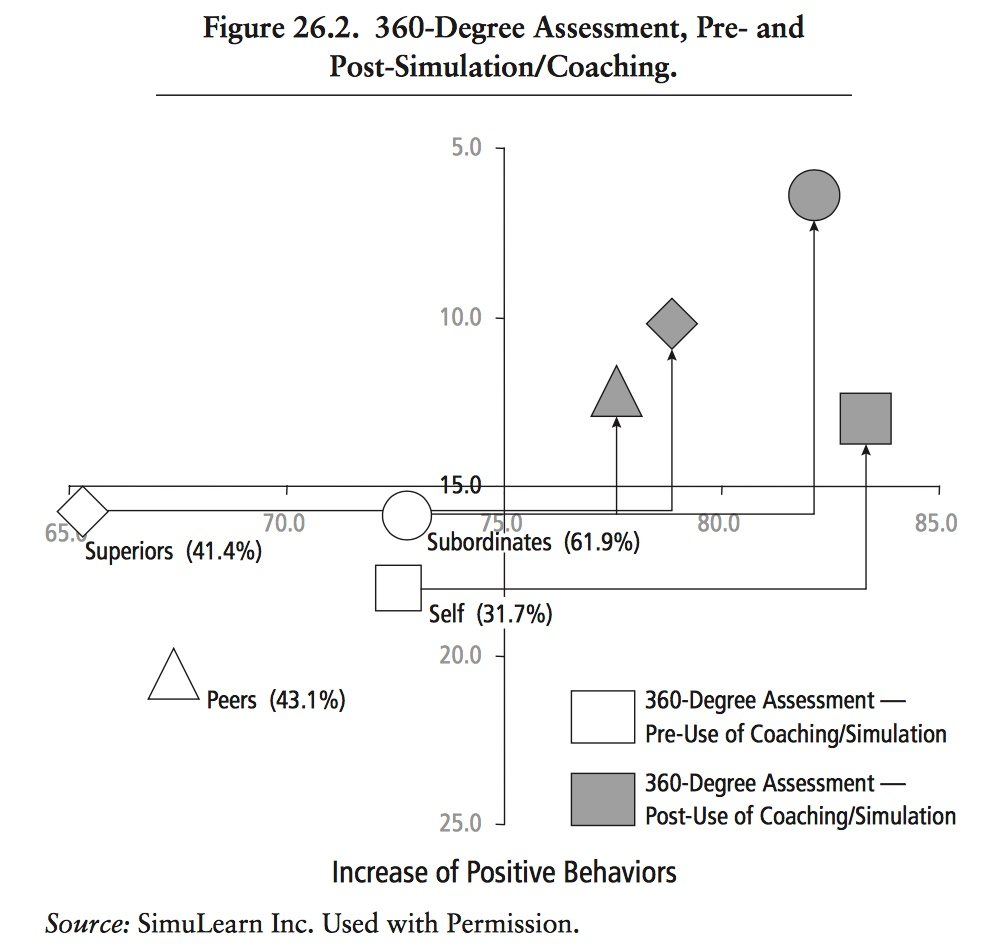 Figure 26.2. 360-Degree Assessment, Pre- and
Post-Simulation/Coaching.
5.0
10.0
15.0
65.0
70.0
75.0
80.0
85.0
Superiors (41.4%)
Subordinates (61.9%)
Self (31.7%)
20.0
Peers (43.1%)
360-Degree Assessment —
Pre-Use of Coaching/Simulation
360-Degree Assessment —
Post-Use of Coaching/Simulation
25.0
Increase of Positive Behaviors
Source: SimuLearn Inc. Used with Permission.